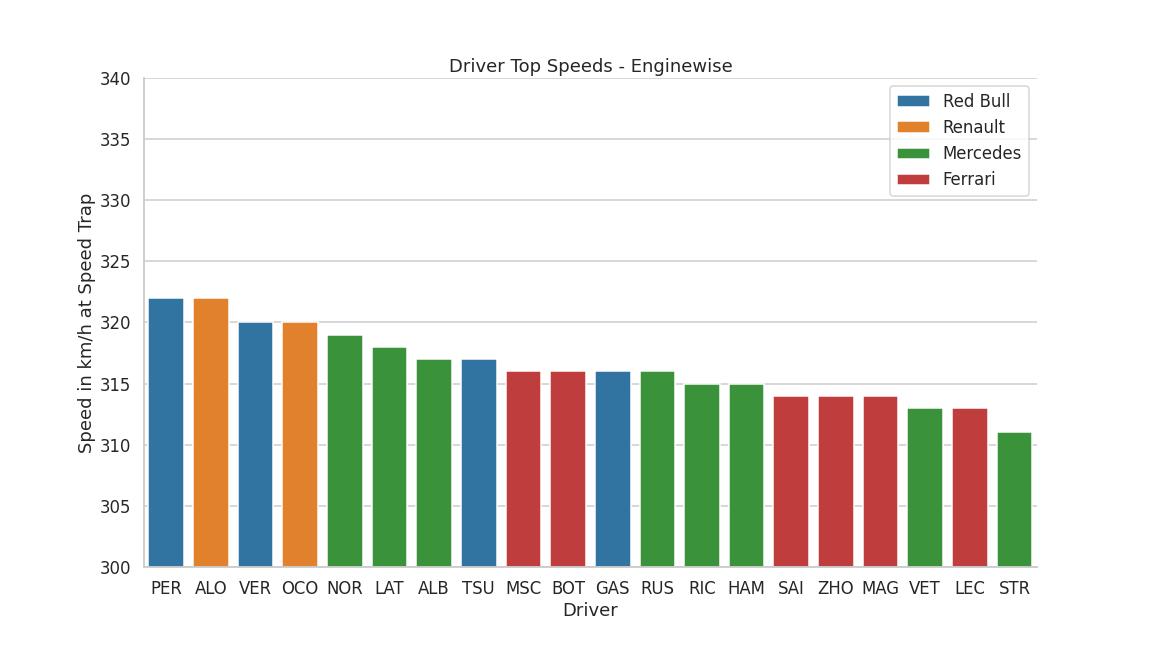 Driver Top Speeds - Enginewise
Red Bull
Renault
Mercedes
Ferrari
Speed in km/h at Speed Trap
340
335
330
325
320
315
310
305
300
PER ALO VER OCO NOR LAT ALB TSU MSC BOT GAS RUS RIC HAM SAI ZHO MAG VET LEC STR
Driver